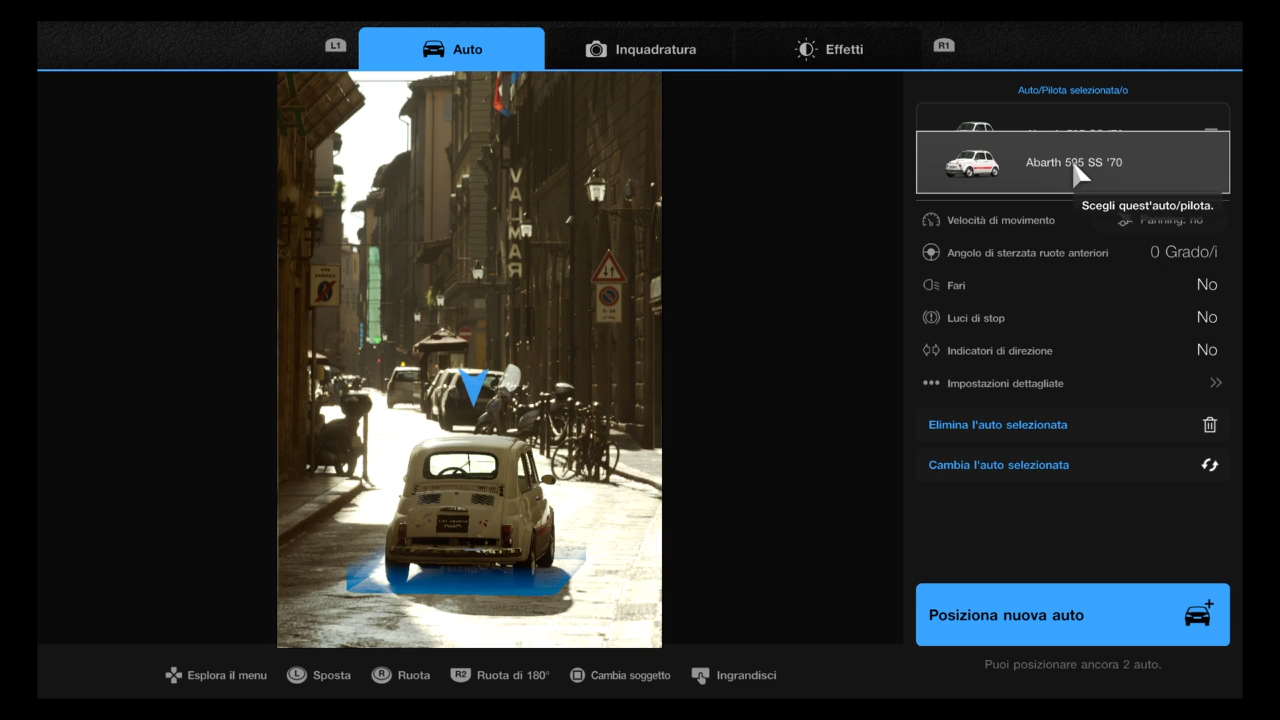 L1
Auto
Inquadratura
Effetti
R1
Auto/Pilota selezionata/o
Abarth 595 SS '70
Scegli quest'auto/pilota.
Velocità di movimento
Panning: no
Angolo di sterzata ruote anteriori
0 Grado/i
Fari
No
Luci di stop
No
Indicatori di direzione
No
Impostazioni dettagliate
Elimina l'auto selezionata
Cambia l'auto selezionata
Posiziona nuova auto
Puoi posizionare ancora 2 auto.
VALMAR
L
R
R2
Esplora il menu
Sposta
Ruota
Ruota di 180°
Cambia soggetto
Ingrandisci